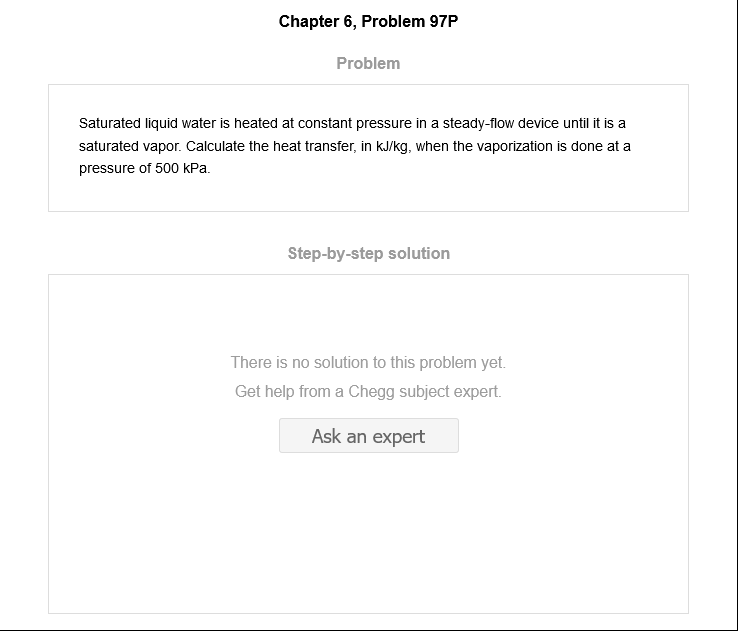 Chapter 6, Problem 97P
Problem
Saturated liquid water is heated at constant pressure in a steady-flow device until it is a
saturated vapor. Calculate the heat transfer, in kJ/kg, when the vaporization is done at a
pressure of 500 kPa.
Step-by-step solution
There is no solution to this problem yet.
Get help from a Chegg subject expert.
Ask an expert